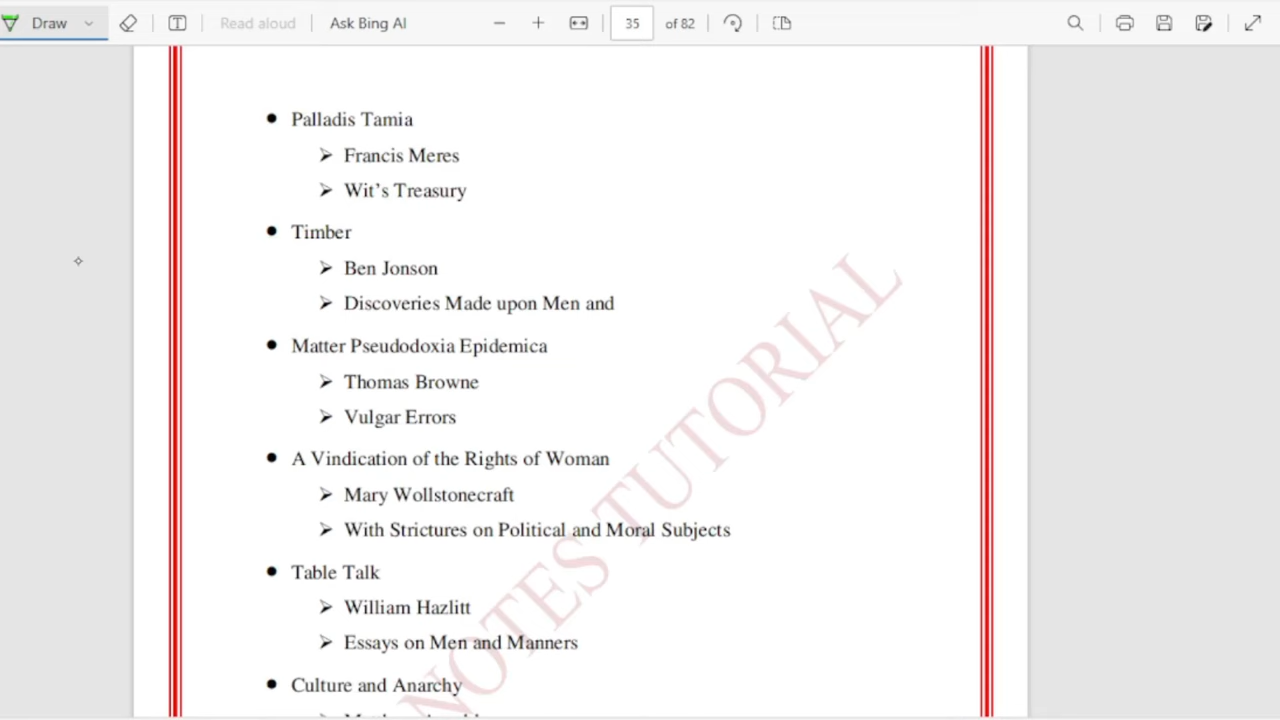 Draw
Read aloud
Ask Bing AI
35
of 82
Palladis Tamia
Francis Meres
Wit's Treasury
Timber
Ben Jonson
Discoveries Made upon Men and
Matter Pseudodoxia Epidemica
Thomas Browne
Vulgar Errors
A Vindication of the Rights of Woman
Mary Wollstonecraft
With Strictures on Political and Moral Subjects
Table Talk
William Hazlitt
Essays on Men and Manners
Culture and Anarchy
NOTES TUTORIAL